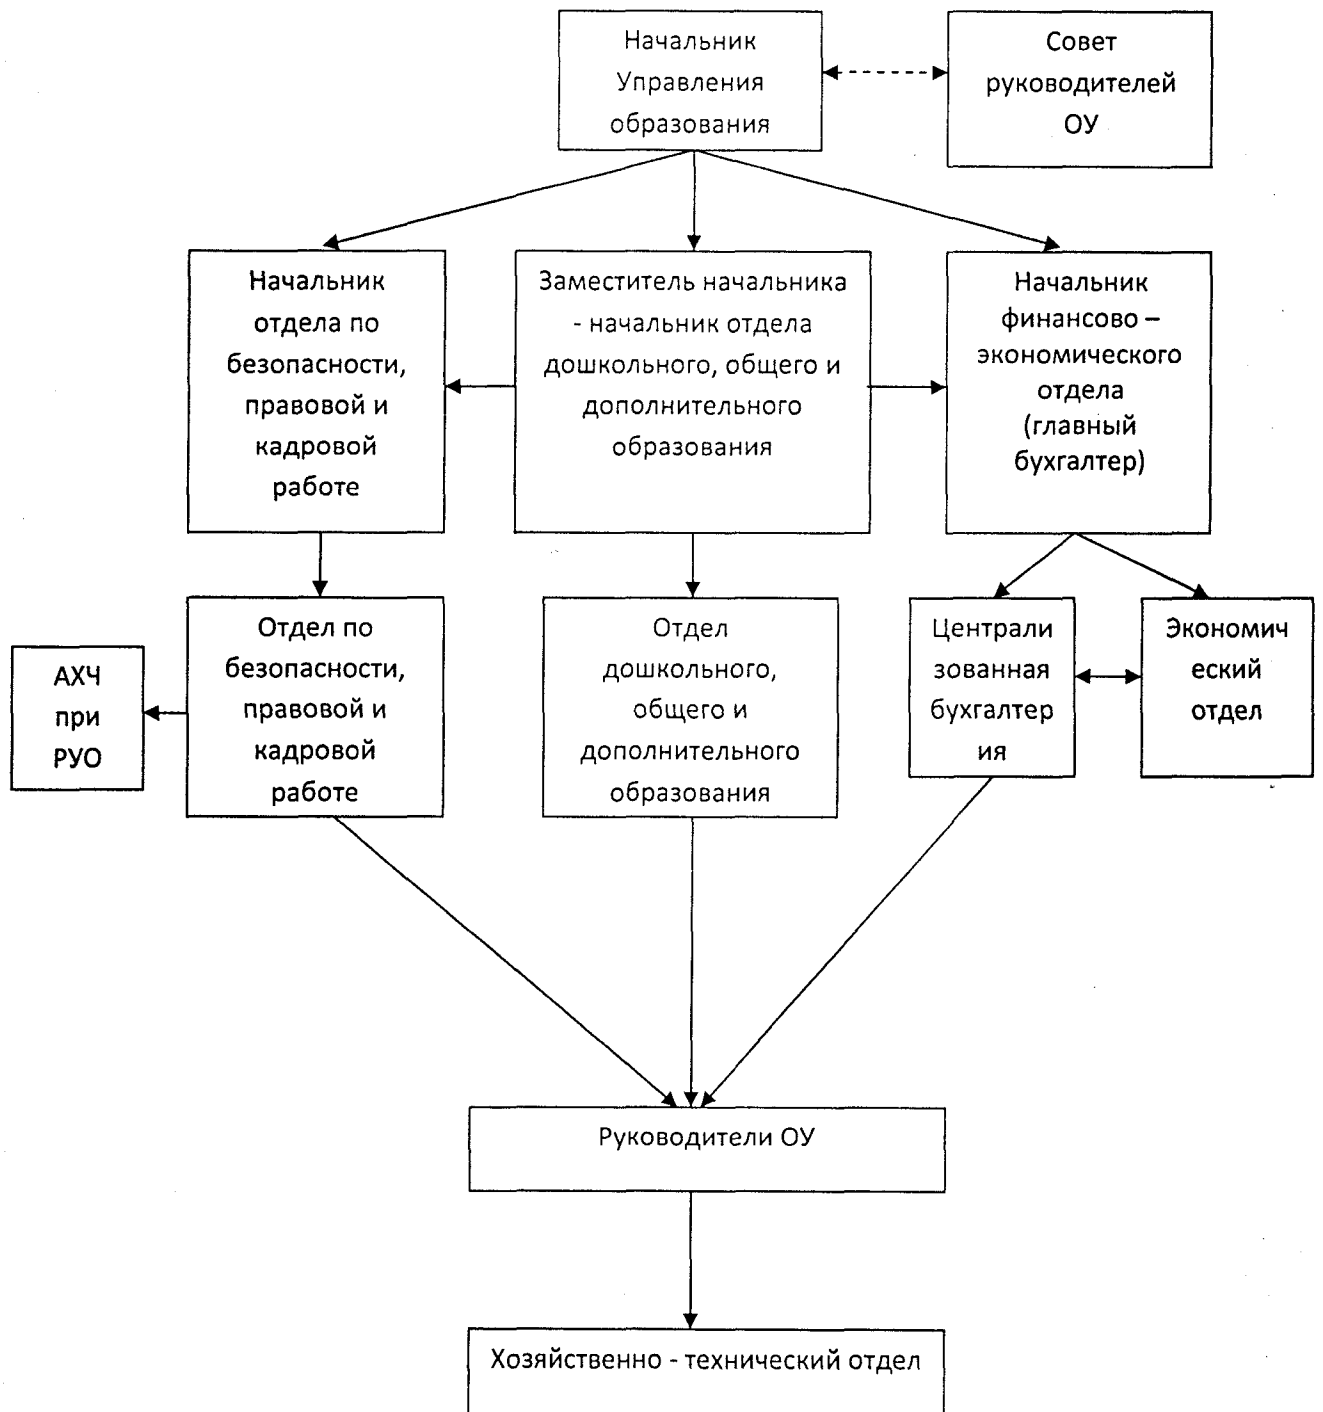 Начальник
Управления
образования
Совет
руководителей
ОУ
Начальник
отдела по
безопасности,
правовой и
кадровой
работе
Заместитель начальника
- начальник отдела
дошкольного, общего и
дополнительного
образования
Начальник
финансово –
экономического
отдела
(главный
бухгалтер)
АХЧ
при
РУО
Отдел по
безопасности,
правовой и
кадровой
работе
Отдел
дошкольного,
общего и
дополнительного
образования
Централи
зованная
бухгалтер
ия
Экономич
еский
отдел
Руководители ОУ
Хозяйственно - технический отдел